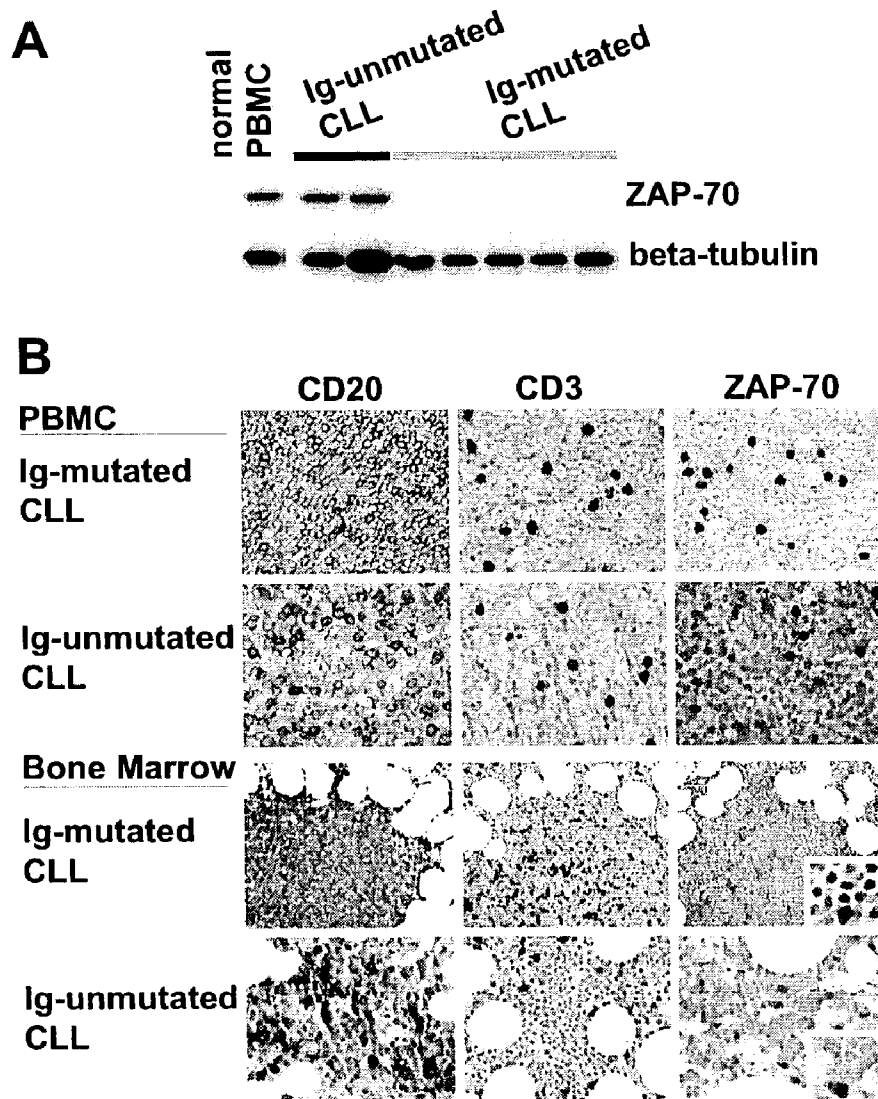 A
normal
PBMC
Ig-unmutated
CLL
Ig-mutated
CLL
ZAP-70
beta-tubulin
B
CD20
CD3
ZAP-70
PBMC
Ig-mutated
CLL
Ig-unmutated
CLL
Bone Marrow
Ig-mutated
CLL
Ig-unmutated
CLL